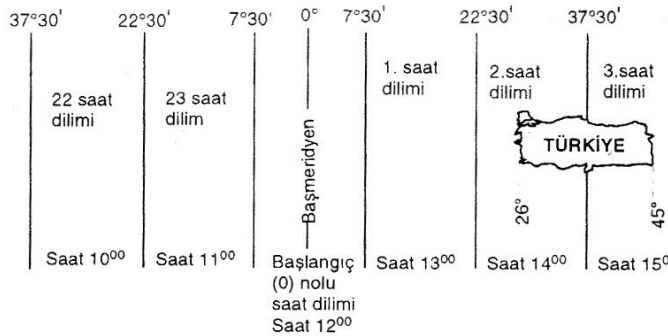 37°30' 22°30' 7°30' 0° 7°30' 22°30' 37°30'
22 saat
dilimi
23 saat
dilim
Başmeridyen
1. saat
dilimi
2.saat
dilimi
3.saat
dilimi
TÜRKİYE
26°
45°
Saat 10⁰⁰
Saat 11⁰⁰
Başlangıç
(0) nolu
saat dilimi
Saat 12⁰⁰
Saat 13⁰⁰
Saat 14⁰⁰
Saat 15⁰